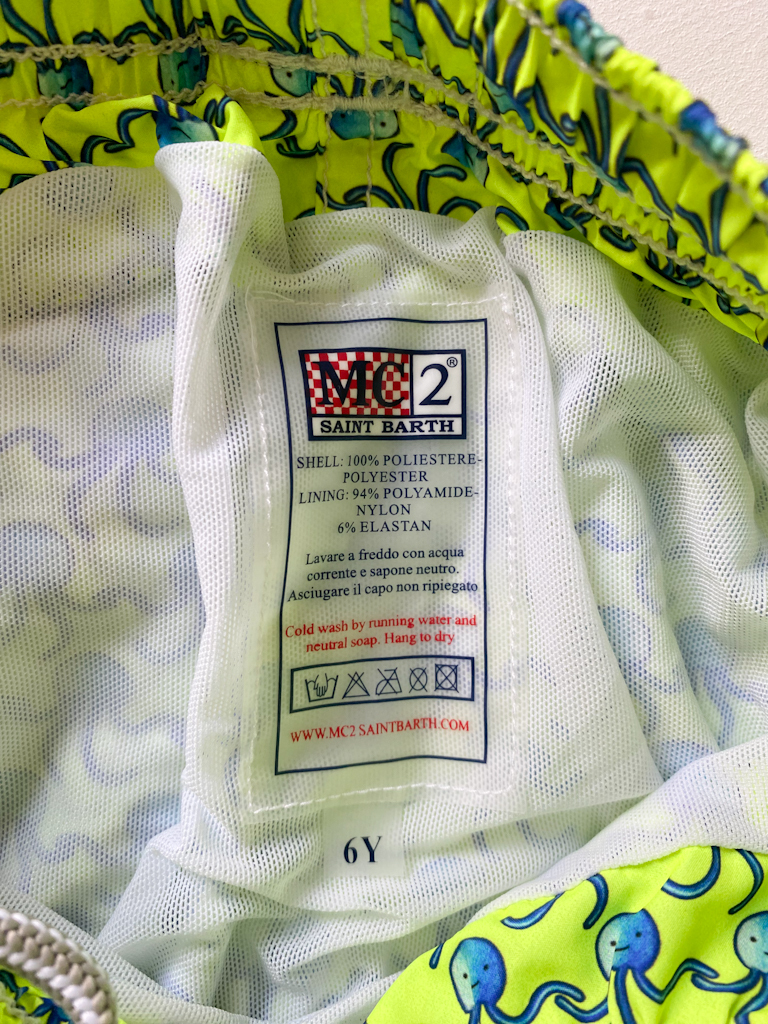 MC2®
SAINT BARTH
SHELL: 100% POLIESTERE-
POLYESTER
LINING: 94% POLYAMIDE-
NYLON
6% ELASTAN
Lavare a freddo con acqua
corrente e sapone neutro.
Asciugare il capo non ripiegato
Cold wash by running water and
neutral soap. Hang to dry
WWW.MC2 SAINTBARTH.COM
6Y